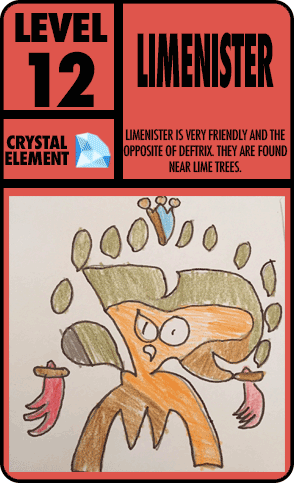 LEVEL
12
LIMENISTER
CRYSTAL
ELEMENT
LIMENISTER IS VERY FRIENDLY AND THE
OPPOSITE OF DEFTRIX. THEY ARE FOUND
NEAR LIME TREES.